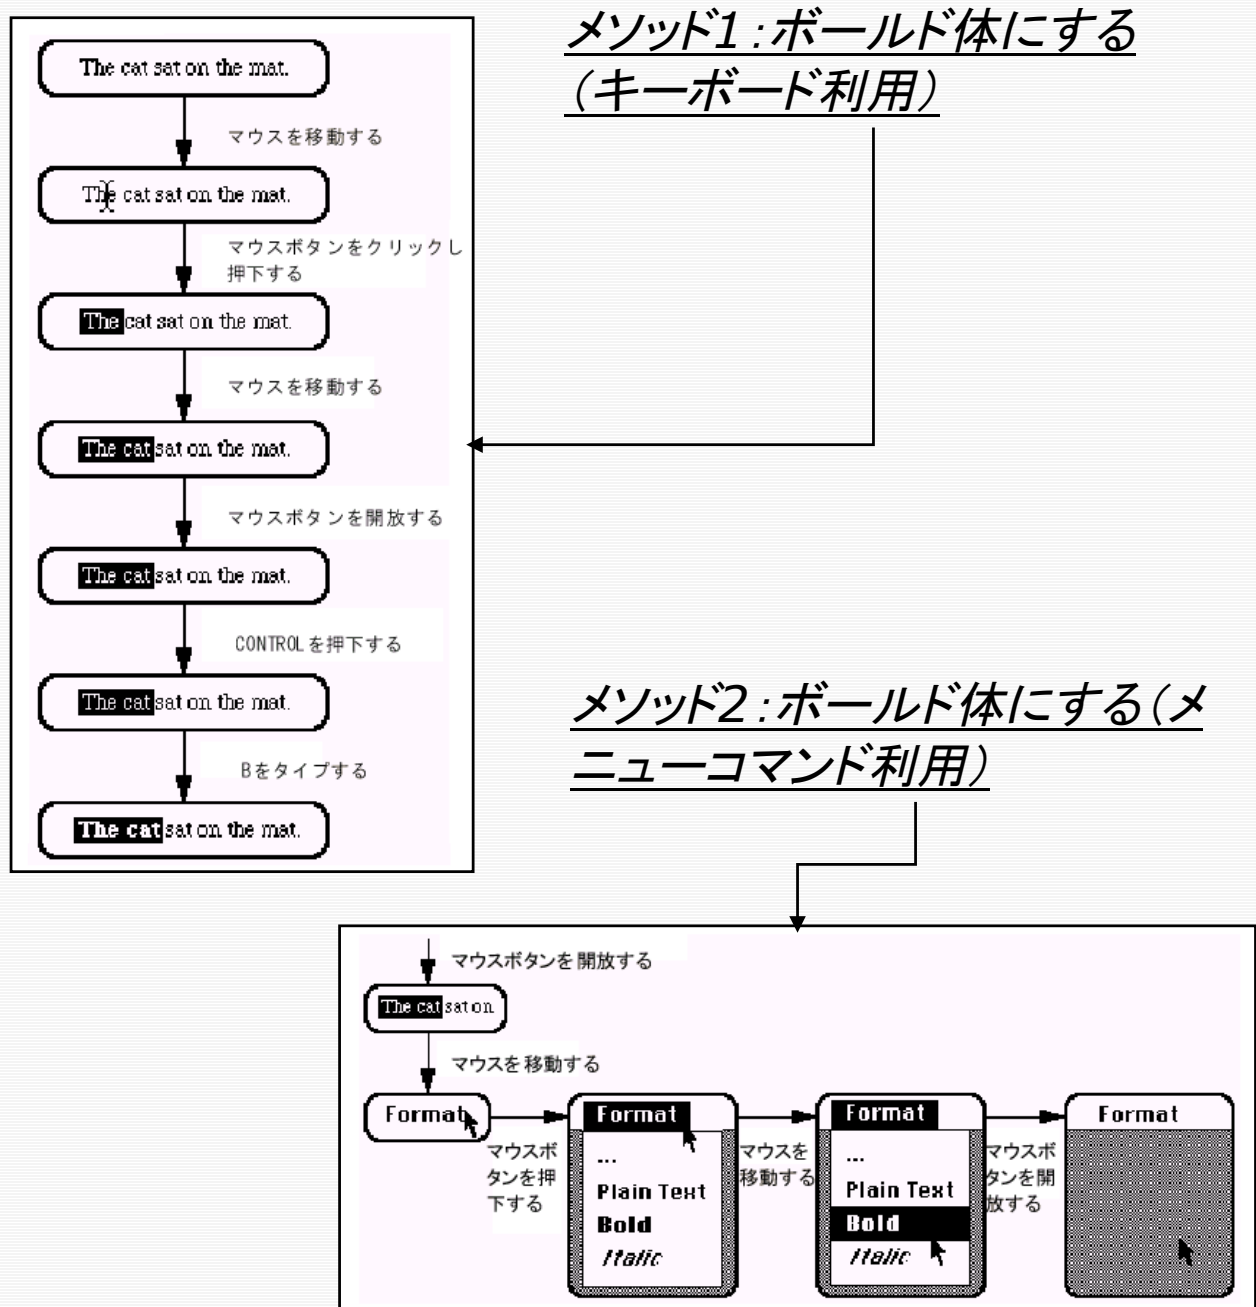 メソッド1:ボールド体にする
(キーボード利用)
The cat sat on the mat.
マウスを移動する
The cat sat on the mat.
マウスボタンをクリックし
押下する
The cat sat on the mat.
マウスを移動する
The cat sat on the mat.
マウスボタンを開放する
The cat sat on the mat.
CONTROLを押下する
The cat sat on the mat.
Bをタイプする
The cat sat on the mat.
メソッド2:ボールド体にする(メ
ニューコマンド利用)
マウスボタンを開放する
The cat sat on
マウスを移動する
Format
マウスボ
タンを押
下する
Format
...
Plain Text
Bold
Italic
マウスを
移動する
Format
...
Plain Text
Bold
Italic
マウスボ
タンを開
放する
Format